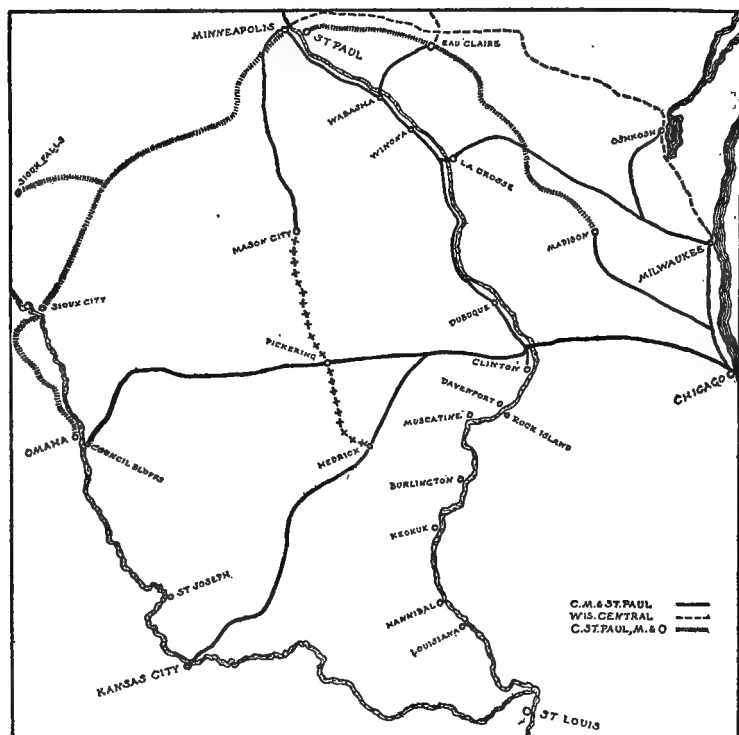 MINNEAPOLIS
ST PAUL
EAU CLAIRE
WABASHA
WINONA
OSHKOSH
LA CROSSE
SIOUX FALLS
MASON CITY
MADISON
MILWAUKEE
SIOUX CITY
DUBUQUE
PICKERING
CLINTON
CHICAGO
DAVENPORT
MUSCATINE
ROCK ISLAND
OMAHA
COUNCIL BLUFFS
HEDRICK
BURLINGTON
KEOKUK
ST JOSEPH
HANNIBAL
LOUISIANA
C.M.& ST.PAUL
WIS. CENTRAL
C.ST.PAUL, M.& O
KANSAS CITY
ST LOUIS